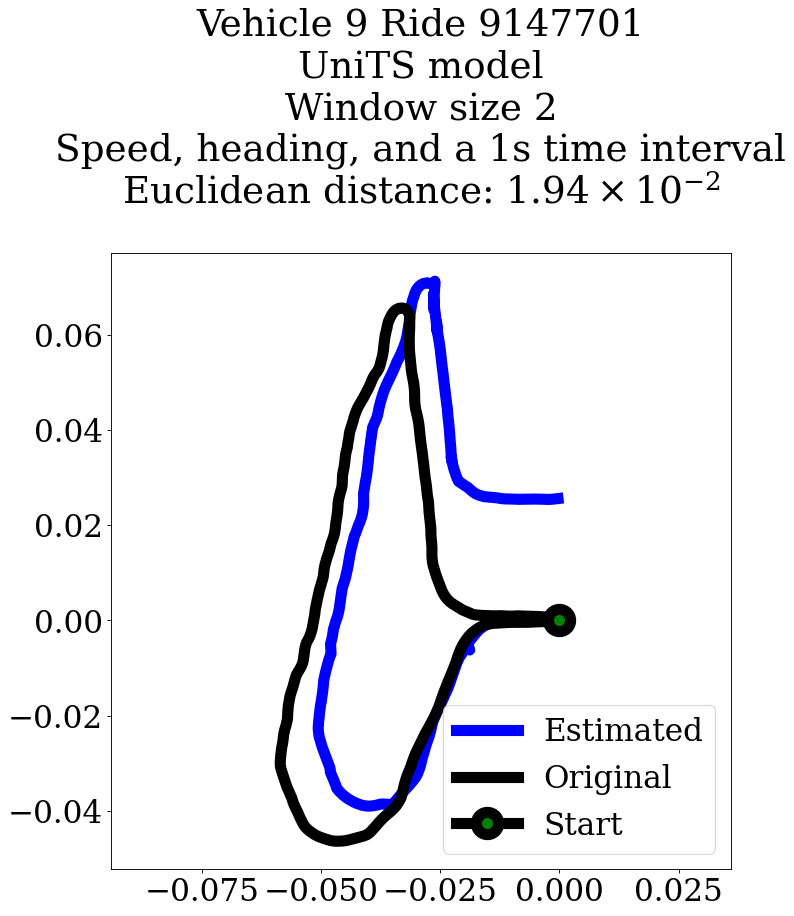 Vehicle 9 Ride 9147701
UniTS model
Window size 2
Speed, heading, and a 1s time interval
Euclidean distance: 1.94 × 10⁻²
0.06
0.04
0.02
0.00
−0.02
−0.04
Estimated
Original
Start
−0.075 −0.050 −0.025 0.000 0.025